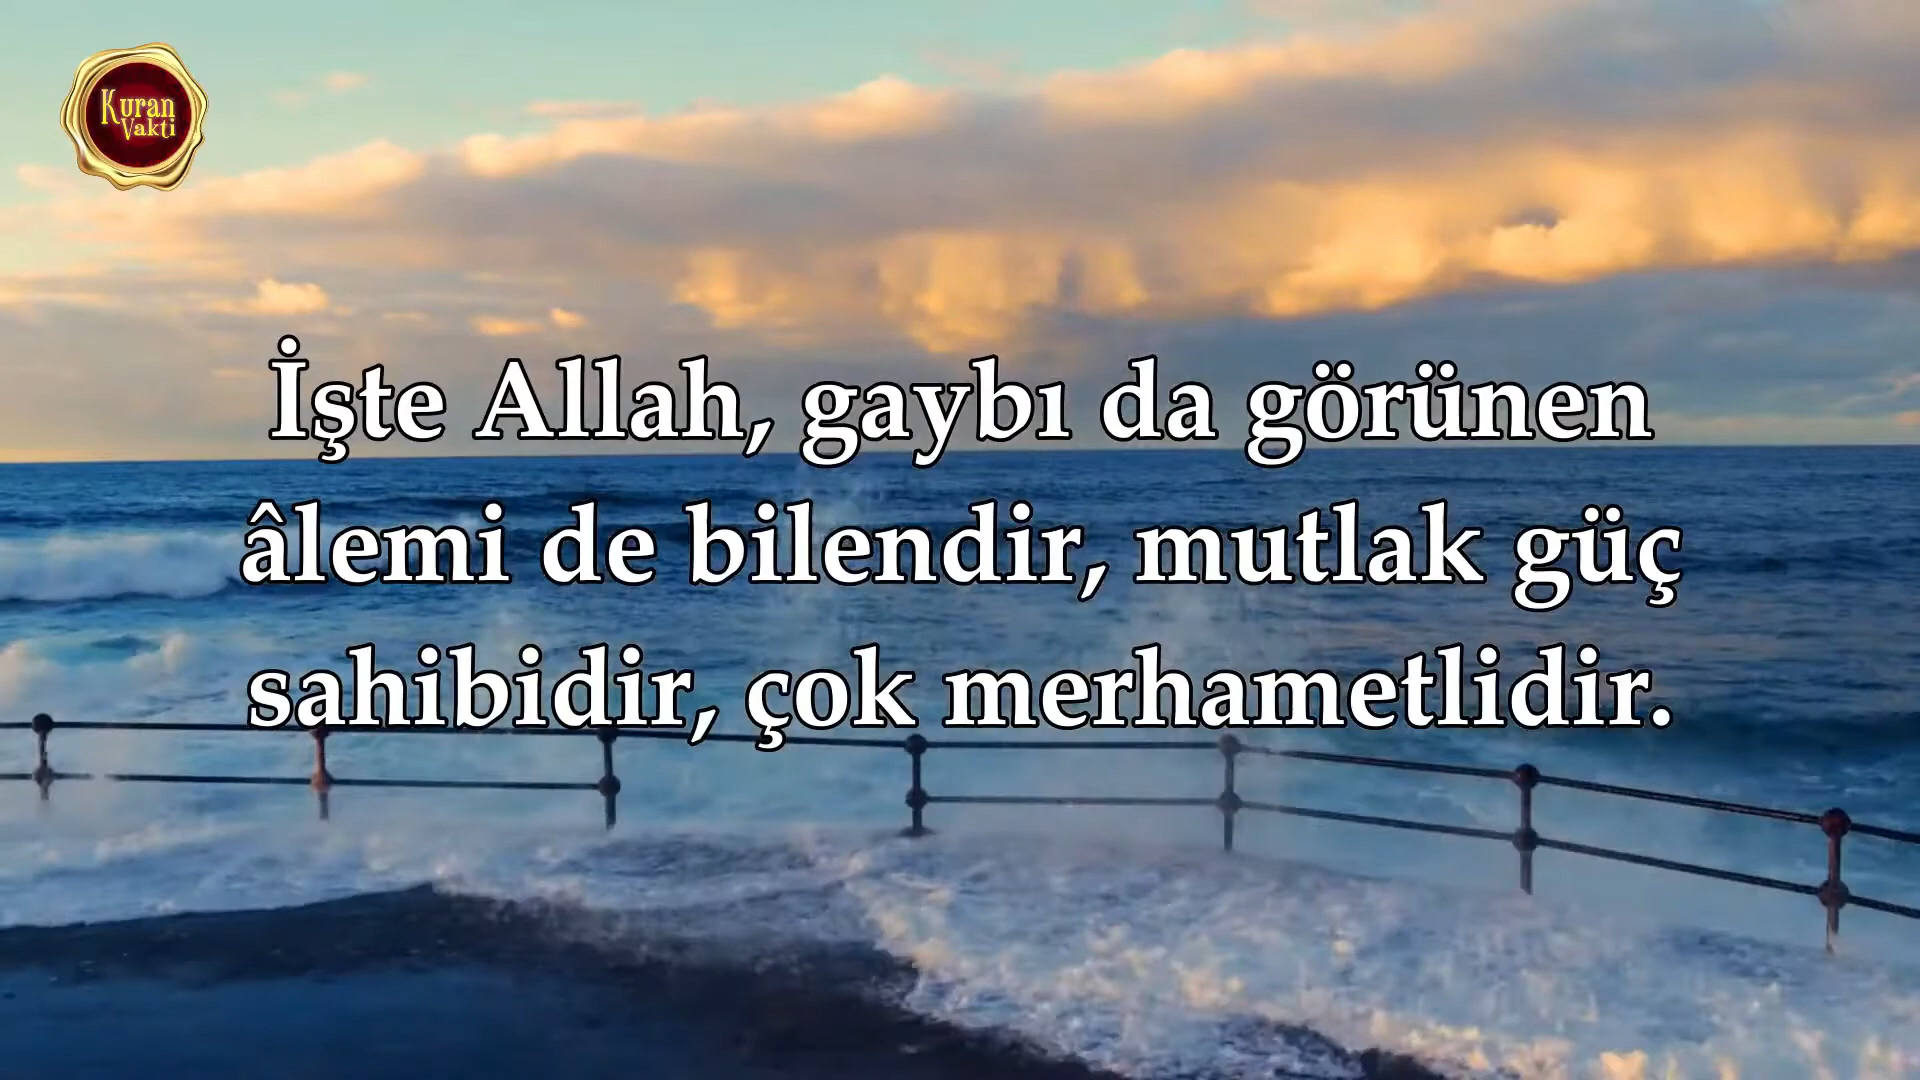 Kuran
Vakti
İşte Allah, gaybı da görünen
âlemi de bilendir, mutlak güç
sahibidir, çok merhametlidir.